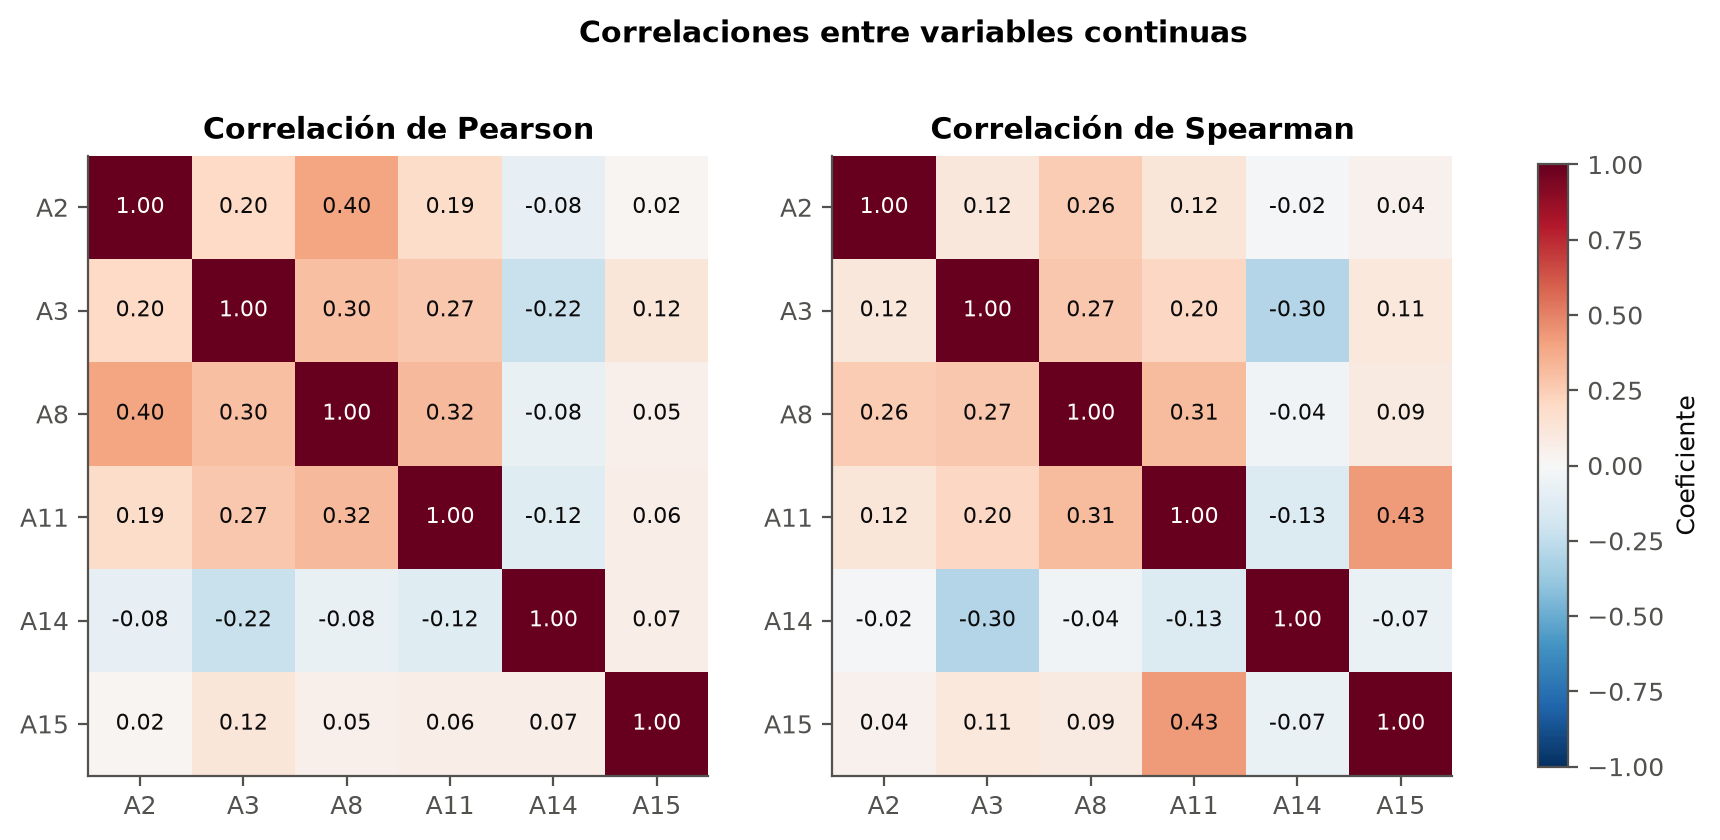 Correlaciones entre variables continuas
Correlación de Pearson
A2 1.00 0.20 0.40 0.19 -0.08 0.02
A3 0.20 1.00 0.30 0.27 -0.22 0.12
A8 0.40 0.30 1.00 0.32 -0.08 0.05
A11 0.19 0.27 0.32 1.00 -0.12 0.06
A14 -0.08 -0.22 -0.08 -0.12 1.00 0.07
A15 0.02 0.12 0.05 0.06 0.07 1.00
A2 A3 A8 A11 A14 A15
Correlación de Spearman
A2 1.00 0.12 0.26 0.12 -0.02 0.04
A3 0.12 1.00 0.27 0.20 -0.30 0.11
A8 0.26 0.27 1.00 0.31 -0.04 0.09
A11 0.12 0.20 0.31 1.00 -0.13 0.43
A14 -0.02 -0.30 -0.04 -0.13 1.00 -0.07
A15 0.04 0.11 0.09 0.43 -0.07 1.00
A2 A3 A8 A11 A14 A15
1.00
0.75
0.50
0.25
0.00
−0.25
−0.50
−0.75
−1.00
Coeficiente